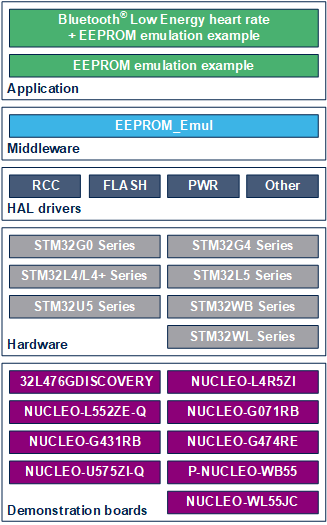 Bluetooth® Low Energy heart rate
+ EEPROM emulation example
EEPROM emulation example
Application
EEPROM_Emul
Middleware
RCC FLASH PWR Other
HAL drivers
STM32G0 Series STM32G4 Series
STM32L4/L4+ Series STM32L5 Series
STM32U5 Series STM32WB Series
STM32WL Series
Hardware
32L476GDISCOVERY NUCLEO-L4R5ZI
NUCLEO-L552ZE-Q NUCLEO-G071RB
NUCLEO-G431RB NUCLEO-G474RE
NUCLEO-U575ZI-Q P-NUCLEO-WB55
NUCLEO-WL55JC
Demonstration boards